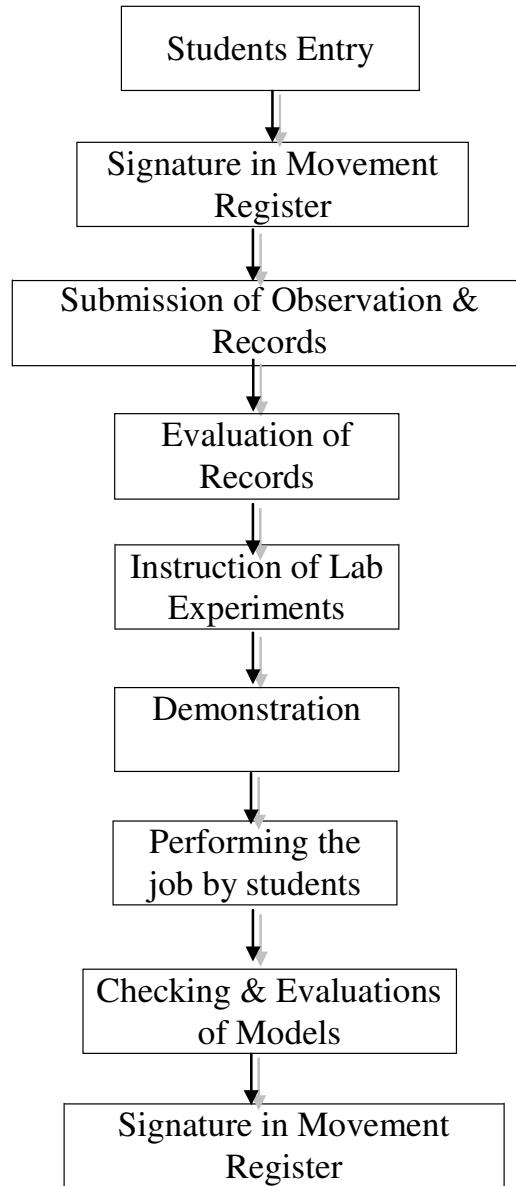 Students Entry
Signature in Movement
Register
Submission of Observation &
Records
Evaluation of
Records
Instruction of Lab
Experiments
Demonstration
Performing the
job by students
Checking & Evaluations
of Models
Signature in Movement
Register